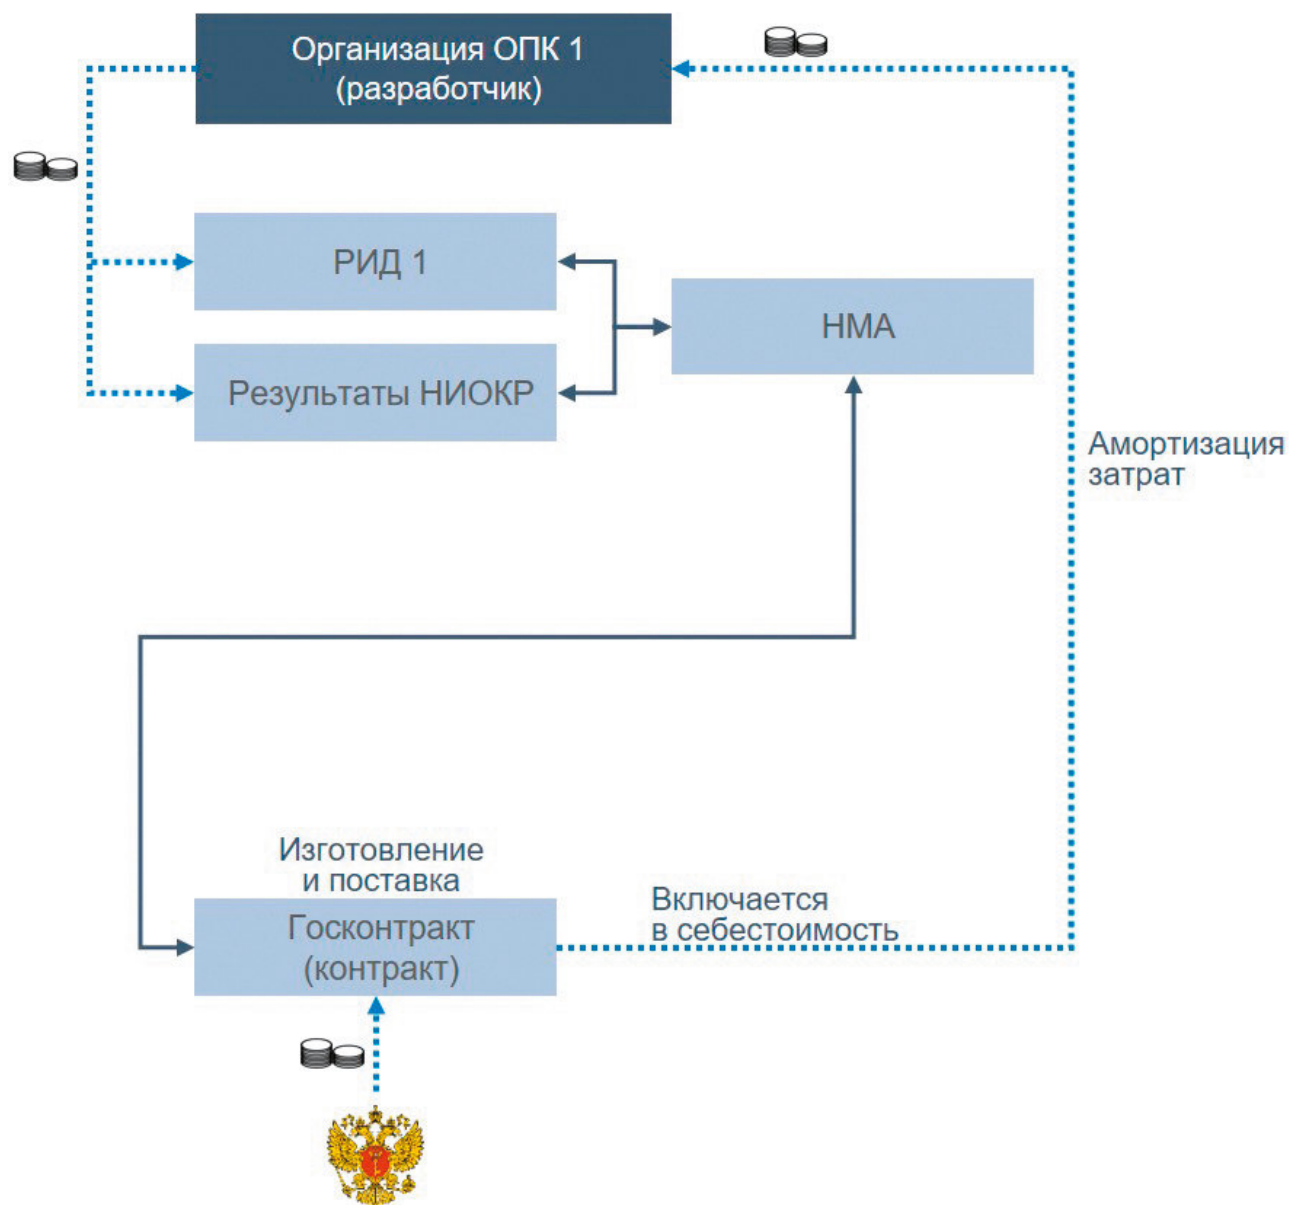 Организация ОПК 1
(разработчик)
РИД 1
НМА
Результаты НИОКР
Амортизация
затрат
Изготовление
и поставка
Госконтракт
(контракт)
Включается
в себестоимость